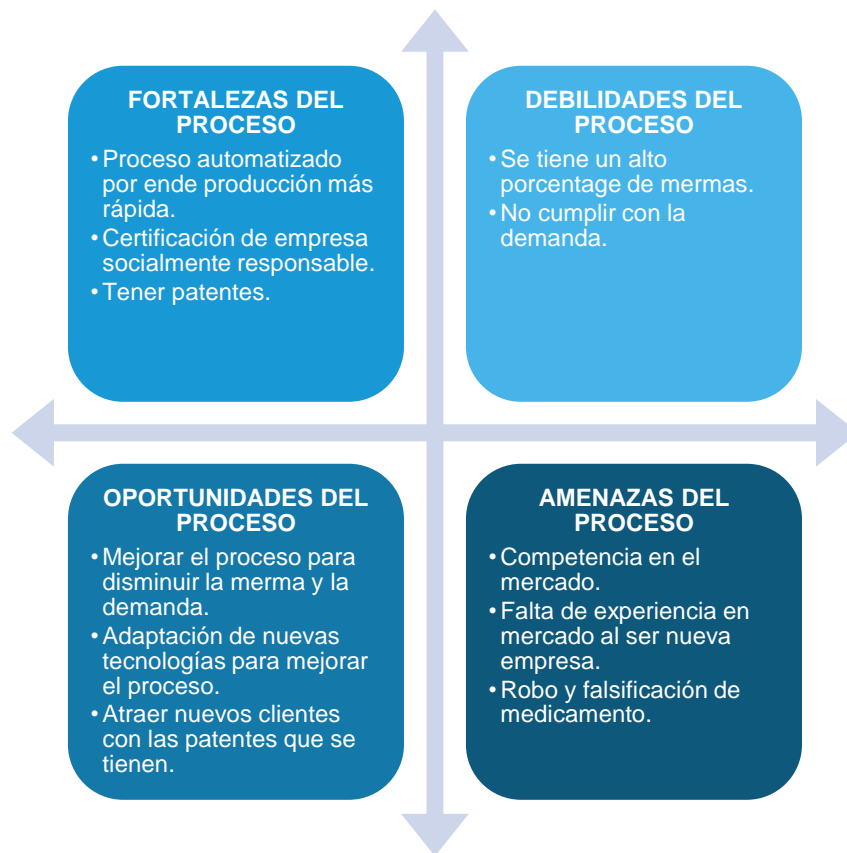 FORTALEZAS DEL
PROCESO
• Proceso automatizado
por ende producción más
rápida.
• Certificación de empresa
socialmente responsable.
• Tener patentes.
DEBILIDADES DEL
PROCESO
• Se tiene un alto
porcentage de mermas.
• No cumplir con la
demanda.
OPORTUNIDADES DEL
PROCESO
• Mejorar el proceso para
disminuir la merma y la
demanda.
• Adaptación de nuevas
tecnologías para mejorar
el proceso.
• Atraer nuevos clientes
con las patentes que se
tienen.
AMENAZAS DEL
PROCESO
• Competencia en el
mercado.
• Falta de experiencia en
mercado al ser nueva
empresa.
• Robo y falsificación de
medicamento.